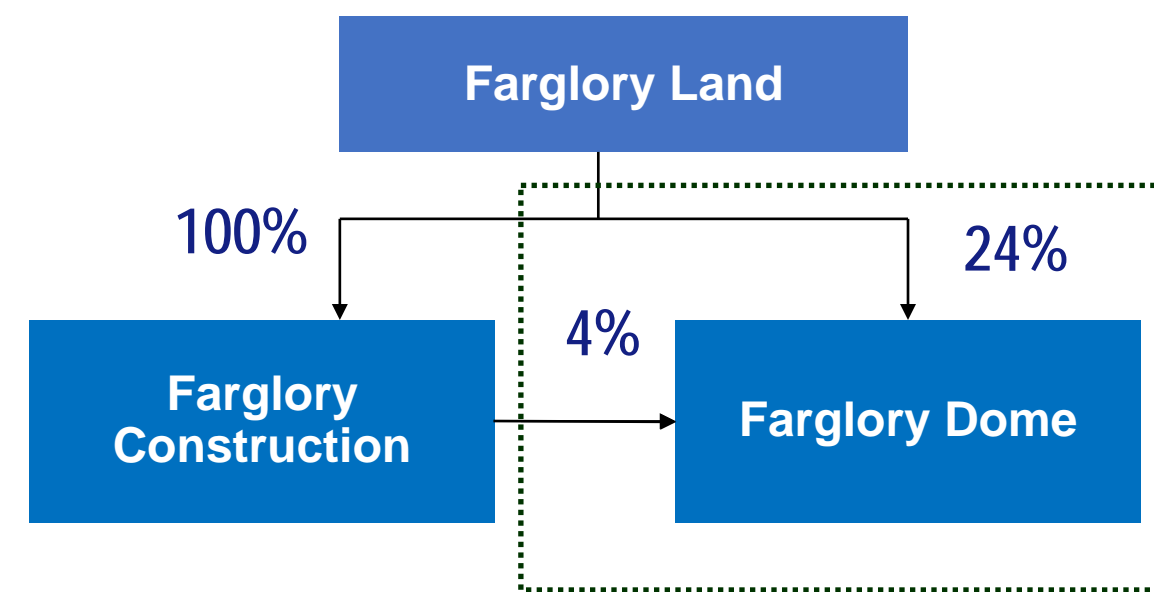 Farglory Land
100%
24%
4%
Farglory
Construction
Farglory Dome